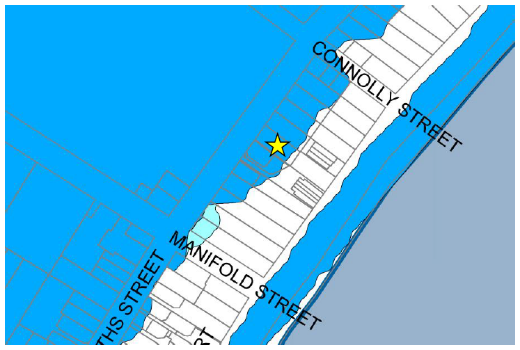 CONNOLLY STREET
MANIFOLD STREET
THS STREET
RT